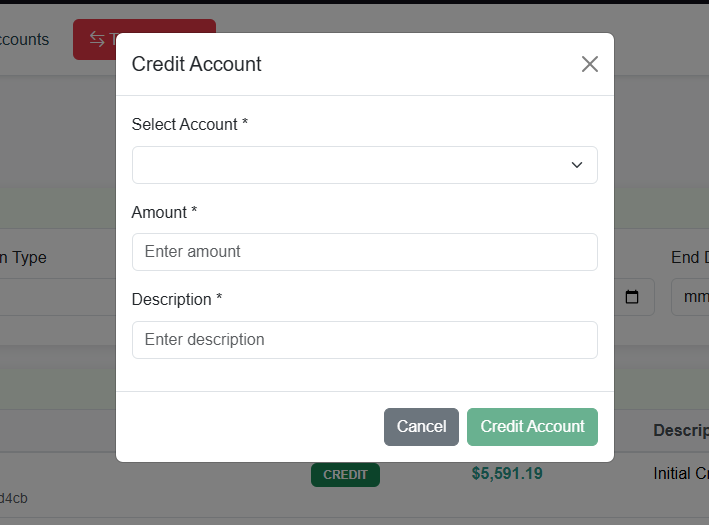 ccounts
Credit Account
Select Account *
Amount *
Enter amount
n Type
End D
mm
Description *
Enter description
Cancel
Credit Account
Descrip
CREDIT
$5,591.19
Initial Cr
d4cb